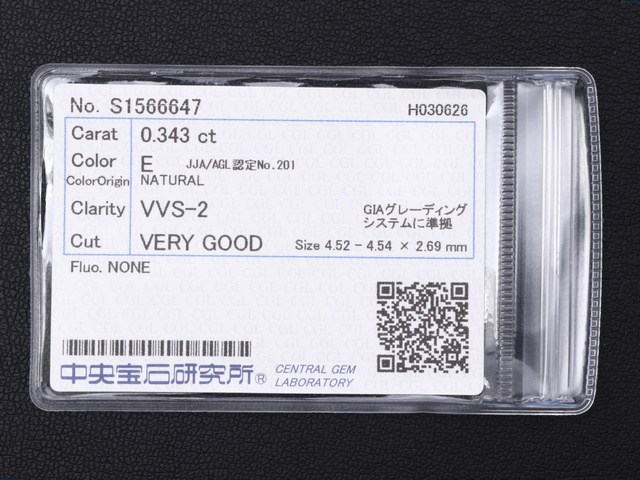 No. S1566647 H030626
Carat 0.343 ct
Color E JJA/AGL認定No.201
ColorOrigin NATURAL
Clarity VVS-2 GIAグレーディング
システムに準拠
Cut VERY GOOD Size 4.52 - 4.54 × 2.69 mm
Fluo. NONE
中央宝石研究所® CENTRAL GEM
LABORATORY